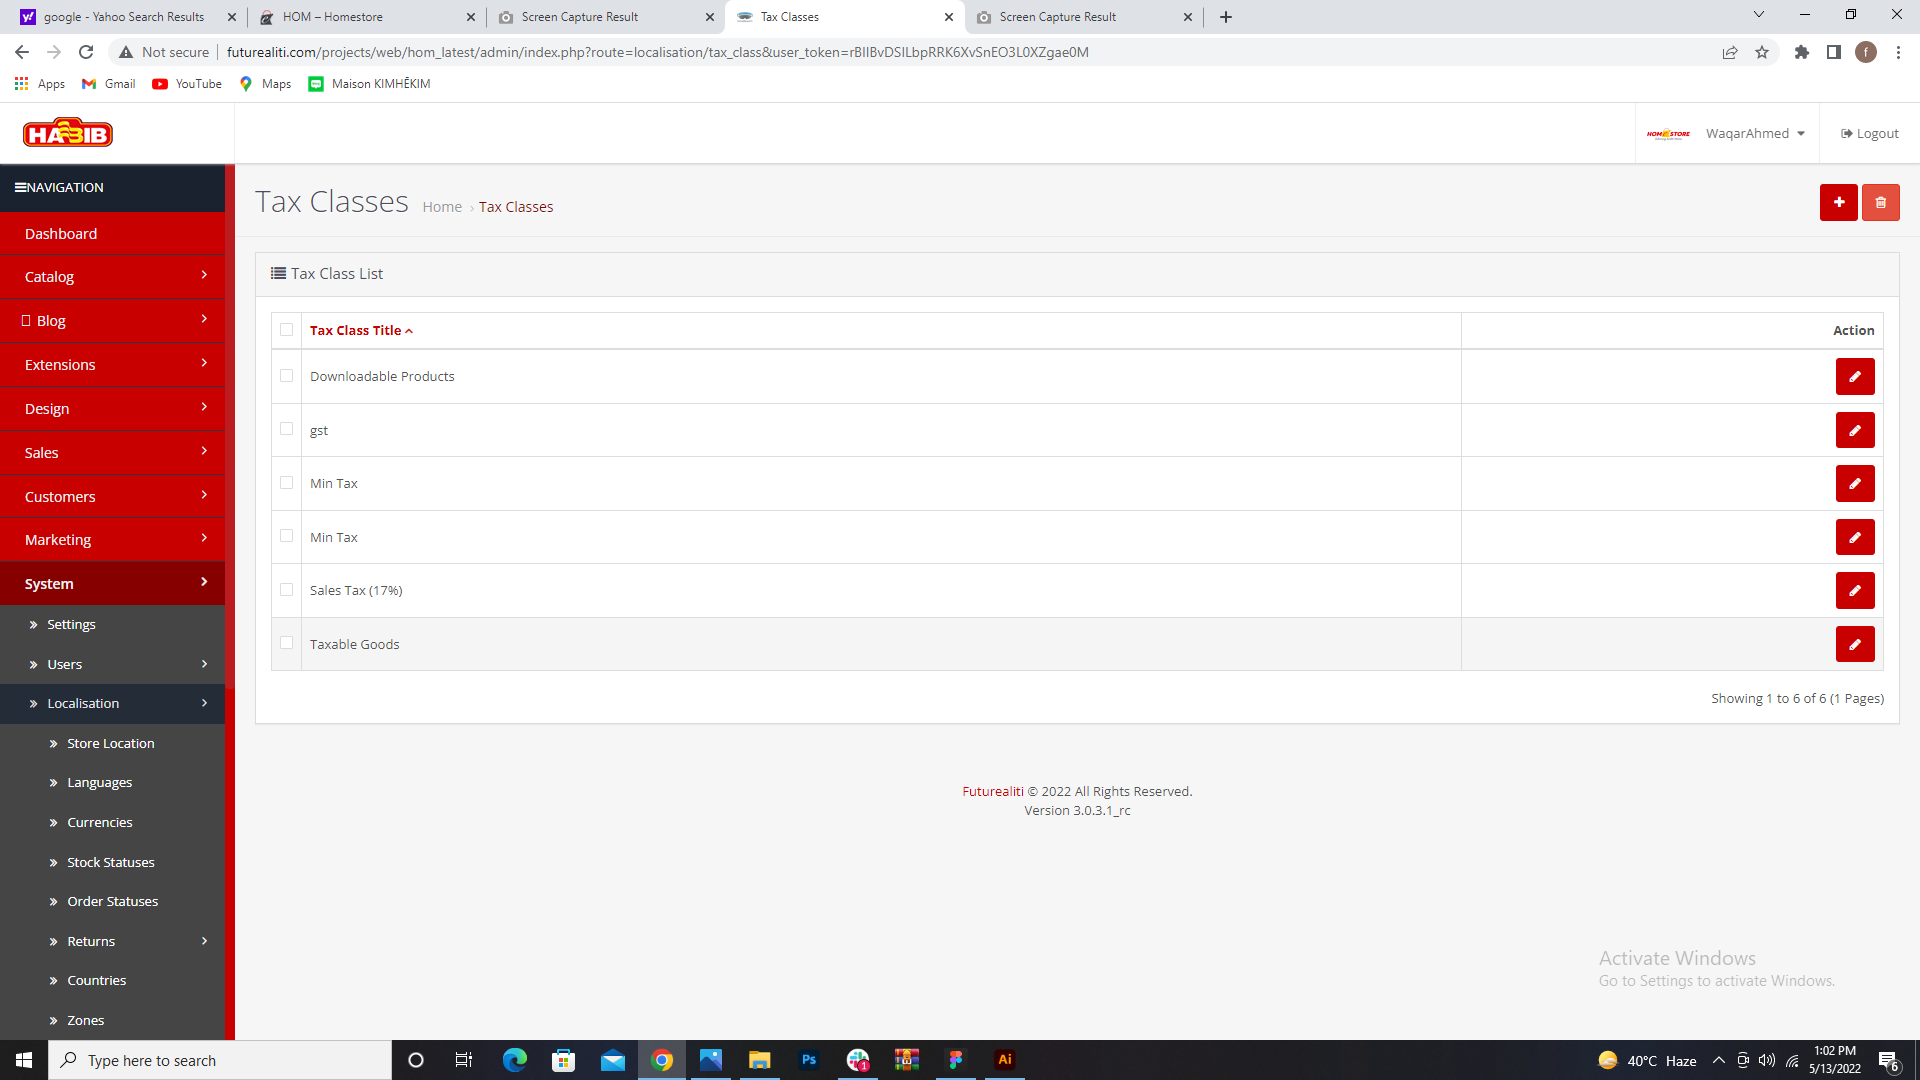 google - Yahoo Search Results
HOM – Homestore
Screen Capture Result
Tax Classes
Screen Capture Result
Not secure
futurealiti.com/projects/web/hom_latest/admin/index.php?route=localisation/tax_class&user_token=rBIIBvDSILbpRRK6XvSnEO3L0XZgae0M
f
Apps
Gmail
YouTube
Maps
Maison KIMHĒKIM
HABIB
HOME STORE
WaqarAhmed
Logout
NAVIGATION
Dashboard
Catalog
Blog
Extensions
Design
Sales
Customers
Marketing
System
Settings
Users
Localisation
Store Location
Languages
Currencies
Stock Statuses
Order Statuses
Returns
Countries
Zones
Tax Classes
Home › Tax Classes
Tax Class List
Tax Class Title
Action
Downloadable Products
gst
Min Tax
Min Tax
Sales Tax (17%)
Taxable Goods
Showing 1 to 6 of 6 (1 Pages)
Futurealiti © 2022 All Rights Reserved.
Version 3.0.3.1_rc
Activate Windows
Go to Settings to activate Windows.
Type here to search
Ps
1
Ai
40°C Haze
1:02 PM
5/13/2022
6